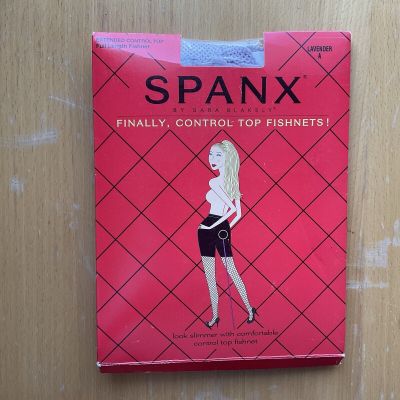 EXTENDED CONTROL TOP
Full Length Fishnet
LAVENDER
A
SPANX
BY SARA BLAKELY
FINALLY, CONTROL TOP FISHNETS!
look slimmer with comfortable
control top fishnet